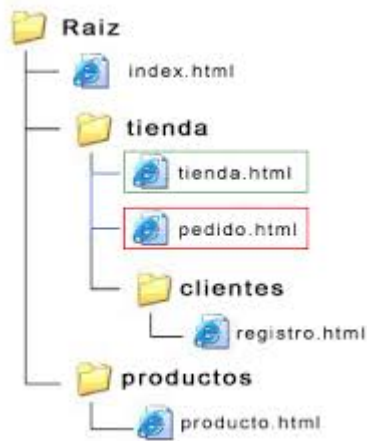 Raiz
index.html
tienda
tienda.html
pedido.html
clientes
registro.html
productos
producto.html